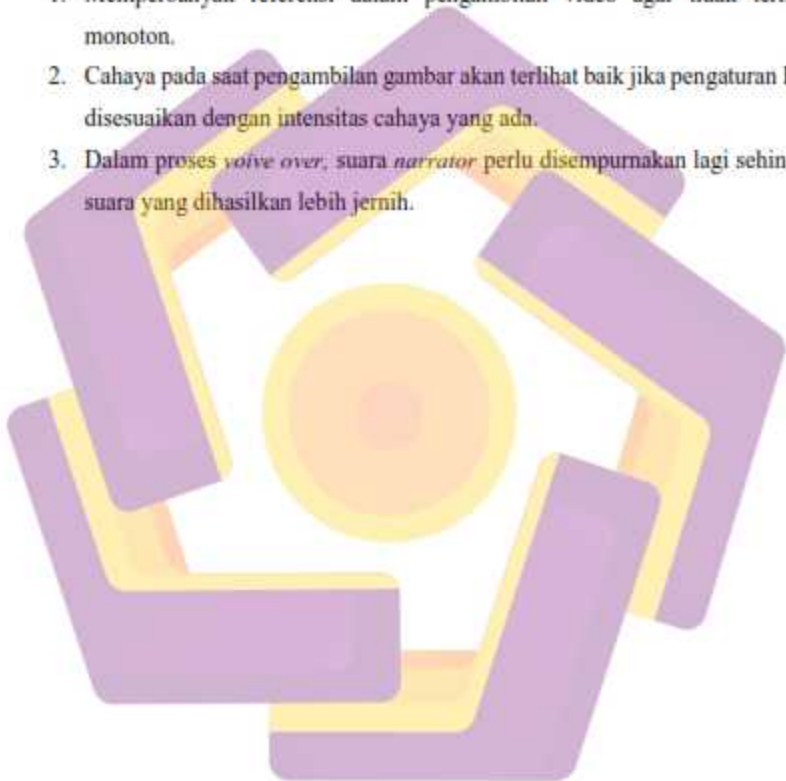 monoton.
2. Cahaya pada saat pengambilan gambar akan terlihat baik jika pengaturan
disesuaikan dengan intensitas cahaya yang ada.
3. Dalam proses voive over, suara narrator perlu disempurnakan lagi sehin
suara yang dihasilkan lebih jernih.